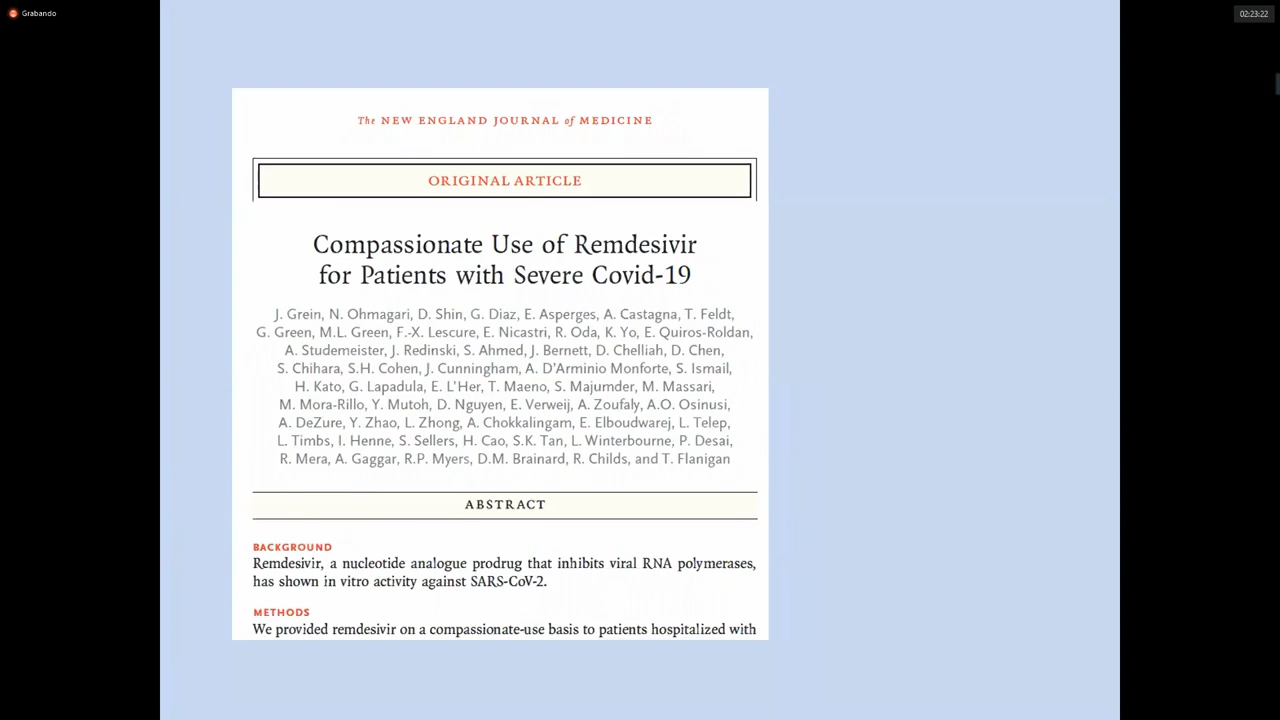 Grabando
02:23:22
The NEW ENGLAND JOURNAL of MEDICINE
ORIGINAL ARTICLE
Compassionate Use of Remdesivir
for Patients with Severe Covid-19
J. Grein, N. Ohmagari, D. Shin, G. Diaz, E. Asperges, A. Castagna, T. Feldt,
G. Green, M.L. Green, F.-X. Lescure, E. Nicastri, R. Oda, K. Yo, E. Quiros-Roldan,
A. Studemeister, J. Redinski, S. Ahmed, J. Bernett, D. Chelliah, D. Chen,
S. Chihara, S.H. Cohen, J. Cunningham, A. D'Arminio Monforte, S. Ismail,
H. Kato, G. Lapadula, E. L'Her, T. Maeno, S. Majumder, M. Massari,
M. Mora-Rillo, Y. Mutoh, D. Nguyen, E. Verweij, A. Zoufaly, A.O. Osinusi,
A. DeZure, Y. Zhao, L. Zhong, A. Chokkalingam, E. Elboudwarej, L. Telep,
L. Timbs, I. Henne, S. Sellers, H. Cao, S.K. Tan, L. Winterbourne, P. Desai,
R. Mera, A. Gaggar, R.P. Myers, D.M. Brainard, R. Childs, and T. Flanigan
ABSTRACT
BACKGROUND
Remdesivir, a nucleotide analogue prodrug that inhibits viral RNA polymerases,
has shown in vitro activity against SARS-CoV-2.
METHODS
We provided remdesivir on a compassionate-use basis to patients hospitalized with